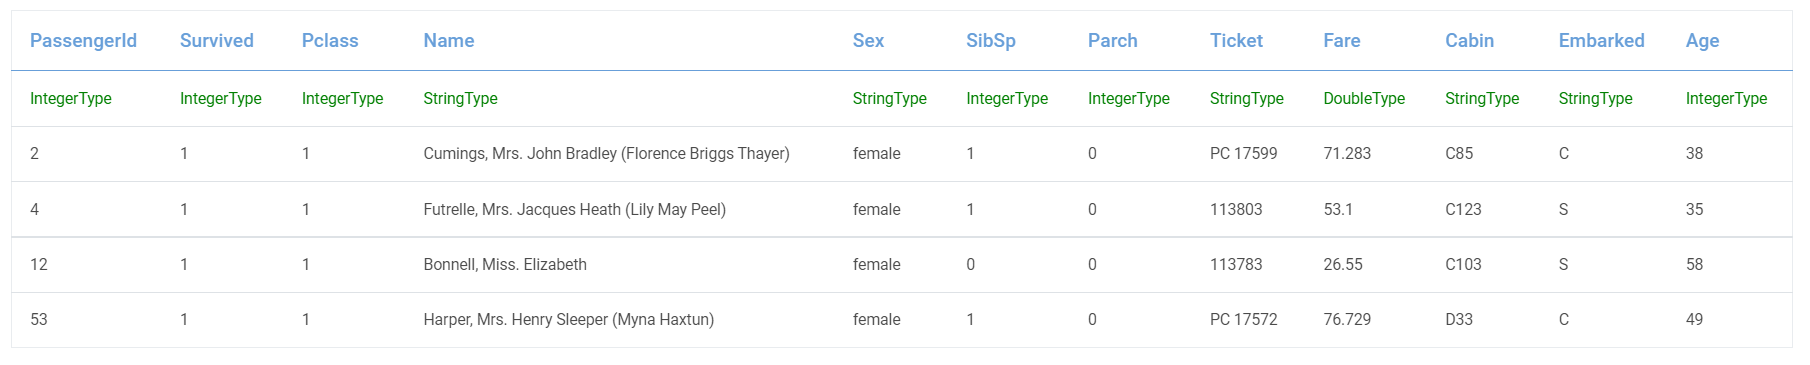 PassengerId Survived Pclass Name Sex SibSp Parch Ticket Fare Cabin Embarked Age
IntegerType IntegerType IntegerType StringType StringType IntegerType IntegerType StringType DoubleType StringType StringType IntegerType
2 1 1 Cumings, Mrs. John Bradley (Florence Briggs Thayer) female 1 0 PC 17599 71.283 C85 C 38
4 1 1 Futrelle, Mrs. Jacques Heath (Lily May Peel) female 1 0 113803 53.1 C123 S 35
12 1 1 Bonnell, Miss. Elizabeth female 0 0 113783 26.55 C103 S 58
53 1 1 Harper, Mrs. Henry Sleeper (Myna Haxtun) female 1 0 PC 17572 76.729 D33 C 49